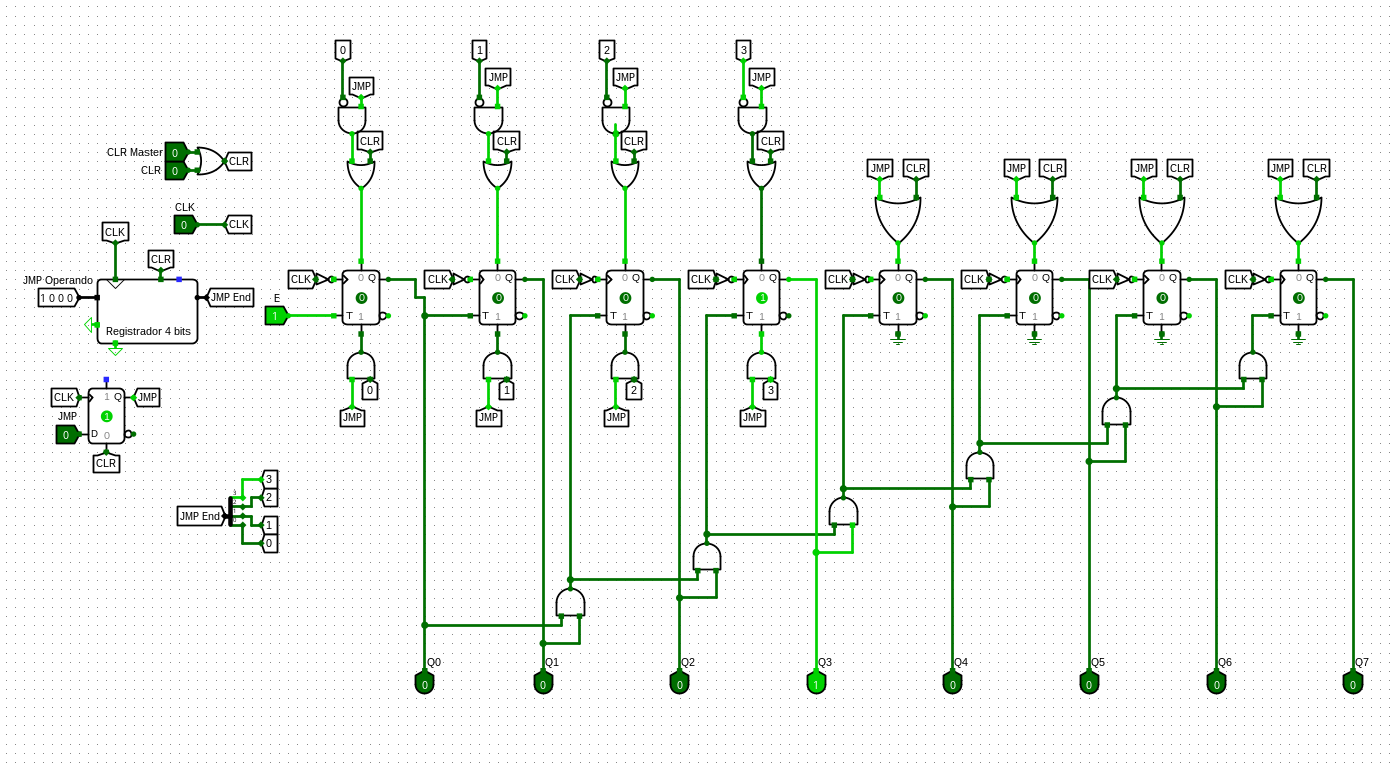 0 1 2 3
JMP JMP JMP JMP
CLR CLR CLR CLR
CLR Master 0 CLR
CLR 0
JMP CLR JMP CLR JMP CLR JMP CLR
CLK
0 CLK
CLK
CLR
JMP Operando
1 0 0 0
JMP End
Registrador 4 bits
CLK 0 Q CLK 0 Q CLK 0 Q CLK 0 Q CLK 0 Q CLK 0 Q CLK 0 Q CLK 0 Q
0 0 0 1 0 0 0 0
E
1
T 1 T 1 T 1 T 1 T 1 T 1 T 1 T 1
0 1 2 3
JMP JMP JMP JMP
CLK 1 Q JMP
JMP 1
0 D 0
CLR
3
2
JMP End
1
0
Q0 Q1 Q2 Q3 Q4 Q5 Q6 Q7
0 0 0 1 0 0 0 0